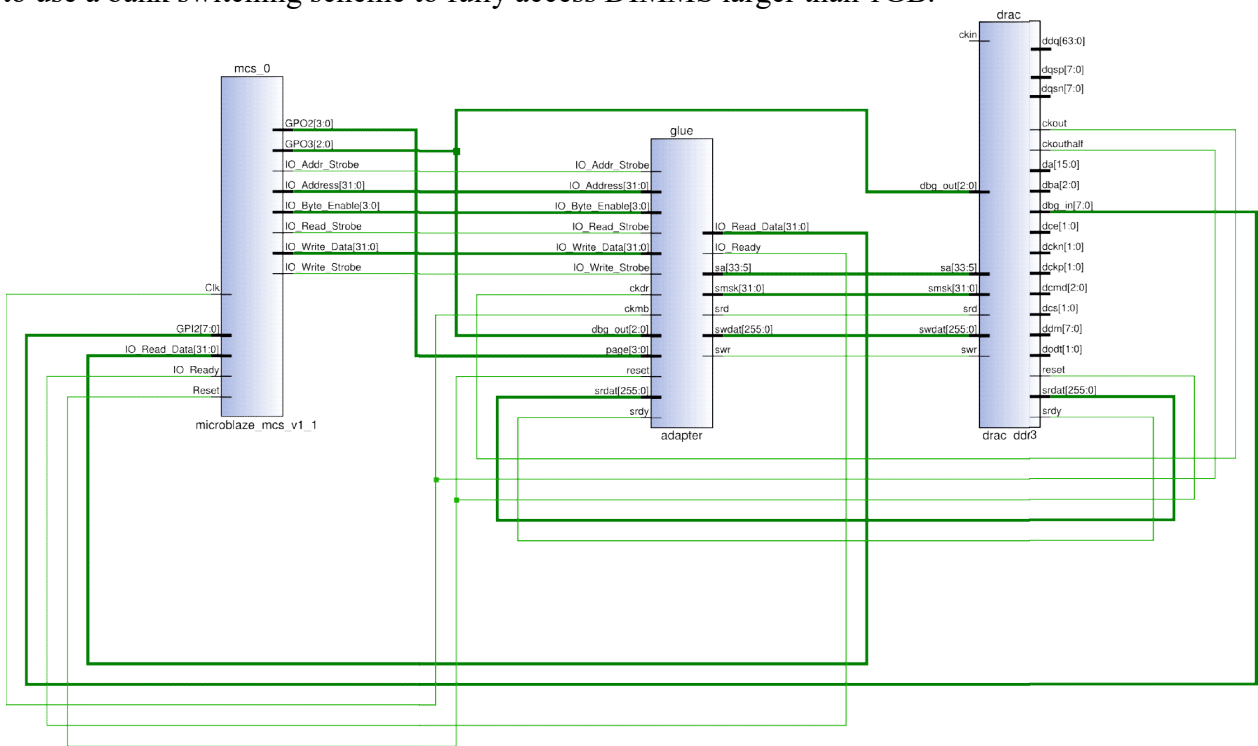 to use a bank switching scheme to fully access DIMMS larger than 1GB.
mcs_0
GPO2[3:0]
GPO3[2:0]
IO_Addr_Strobe
IO_Address[31:0]
IO_Byte_Enable[3:0]
IO_Read_Strobe
IO_Write_Data[31:0]
IO_Write_Strobe
Clk
GPI2[7:0]
IO_Read_Data[31:0]
IO_Ready
Reset
microblaze_mcs_v1_1
glue
IO_Addr_Strobe
IO_Address[31:0]
IO_Byte_Enable[3:0]
IO_Read_Strobe
IO_Write_Data[31:0]
IO_Write_Strobe
ckdr
ckmb
dbg_out[2:0]
page[3:0]
reset
srdat[255:0]
srdy
IO_Read_Data[31:0]
IO_Ready
sa[33:5]
smsk[31:0]
srd
swdat[255:0]
swr
adapter
drac
ckin
dbg_out[2:0]
sa[33:5]
smsk[31:0]
srd
swdat[255:0]
swr
ddq[63:0]
dqsp[7:0]
dqsn[7:0]
ckout
ckouthalf
da[15:0]
dba[2:0]
dbg_in[7:0]
dce[1:0]
dckn[1:0]
dckp[1:0]
dcmd[2:0]
dcs[1:0]
ddm[7:0]
dodt[1:0]
reset
srdat[255:0]
srdy
drac_ddr3